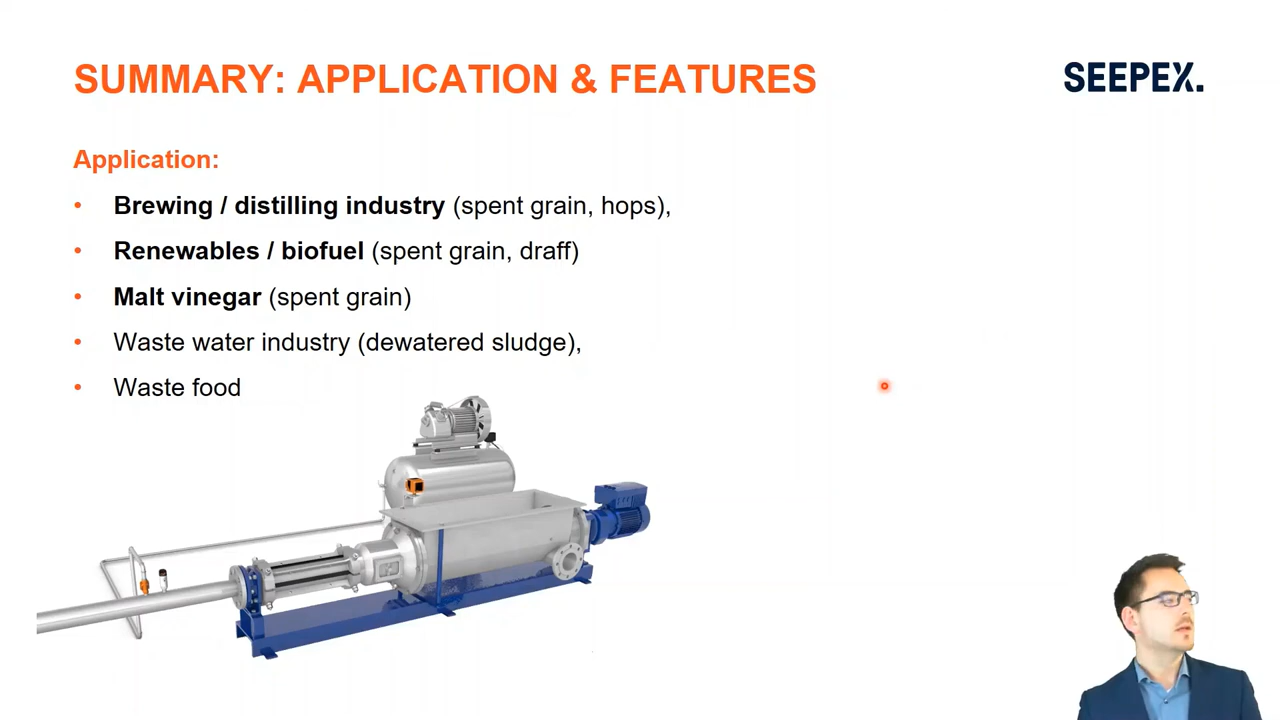 SUMMARY: APPLICATION & FEATURES
SEEPEX.
Application:
• Brewing / distilling industry (spent grain, hops),
• Renewables / biofuel (spent grain, draff)
• Malt vinegar (spent grain)
• Waste water industry (dewatered sludge),
• Waste food